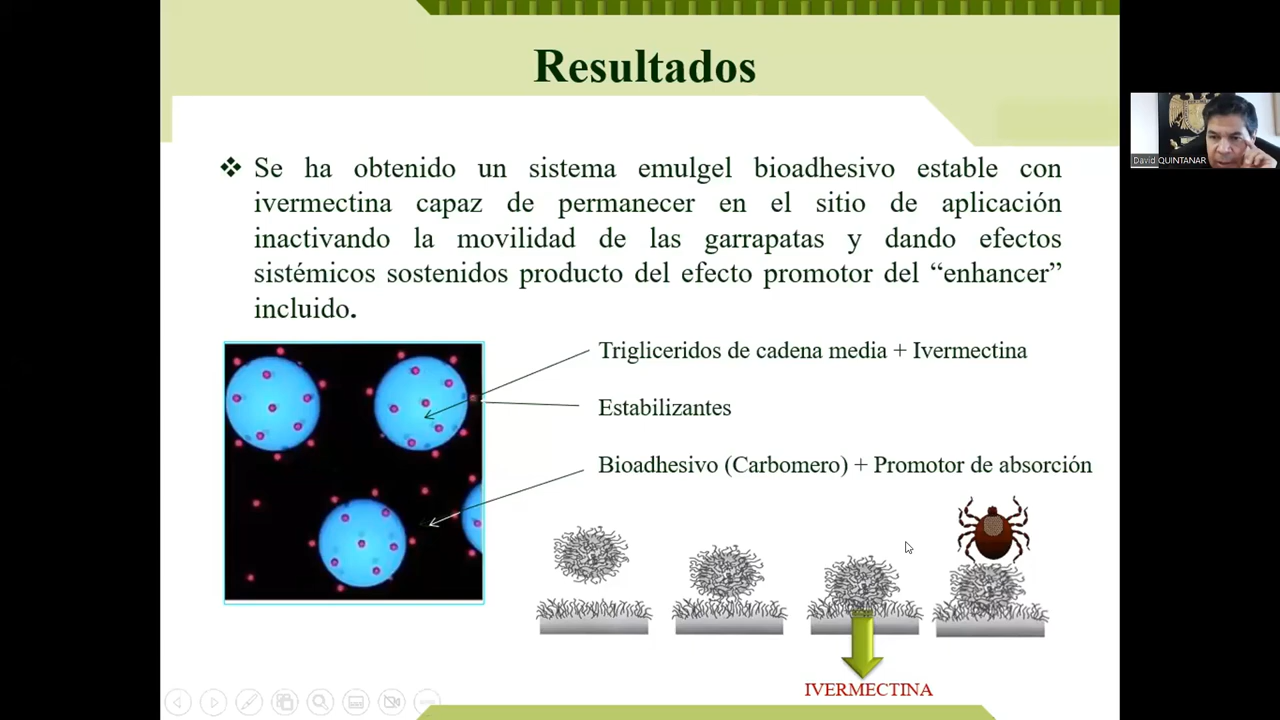 Resultados
David QUINTANAR
❖ Se ha obtenido un sistema emulgel bioadhesivo estable con
ivermectina capaz de permanecer en el sitio de aplicación
inactivando la movilidad de las garrapatas y dando efectos
sistémicos sostenidos producto del efecto promotor del “enhancer”
incluido.
Trigliceridos de cadena media + Ivermectina
Estabilizantes
Bioadhesivo (Carbomero) + Promotor de absorción
IVERMECTINA